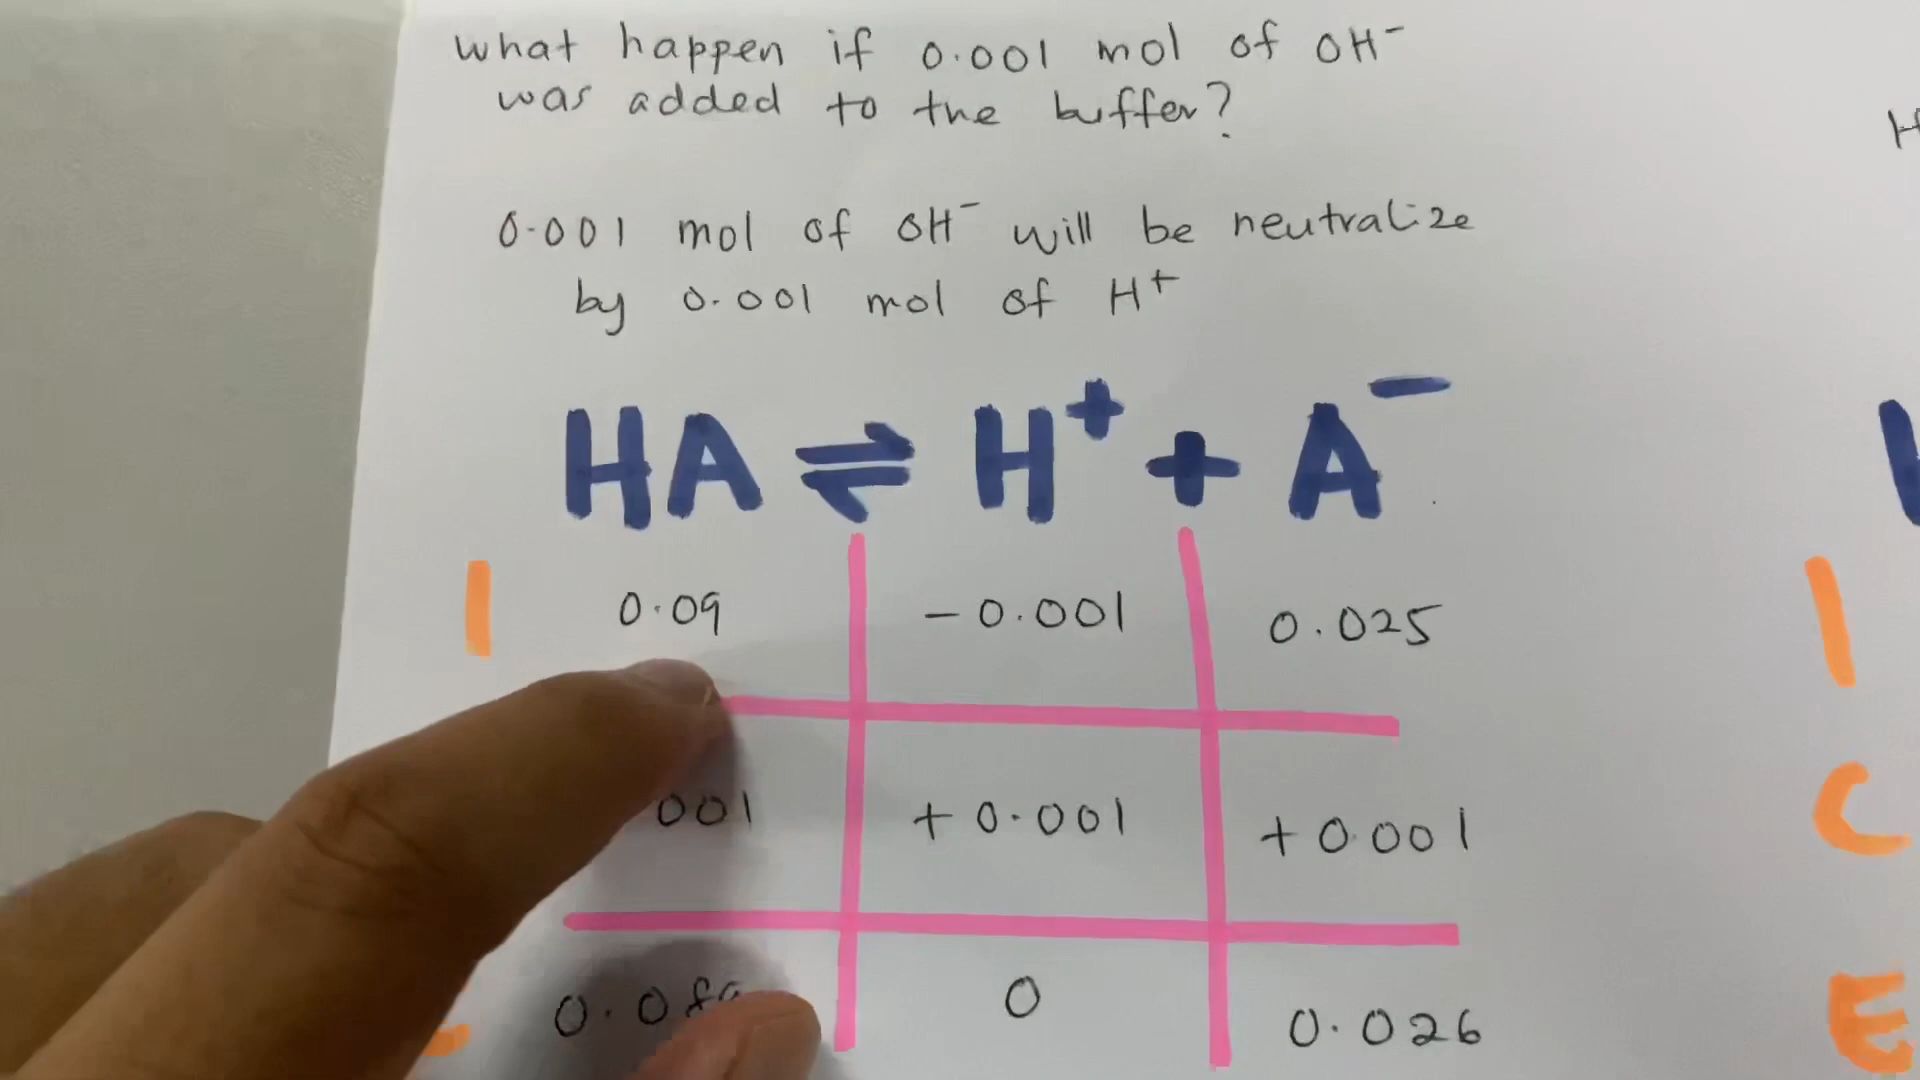 what happen if 0.001 mol of OH⁻
was added to the buffer?
0.001 mol of OH⁻ will be neutralize
by 0.001 mol of H⁺
HA ⇌ H⁺ + A⁻
I 0.09 -0.001 0.025 I
001 +0.001 +0.001 C
0 +0.026 E